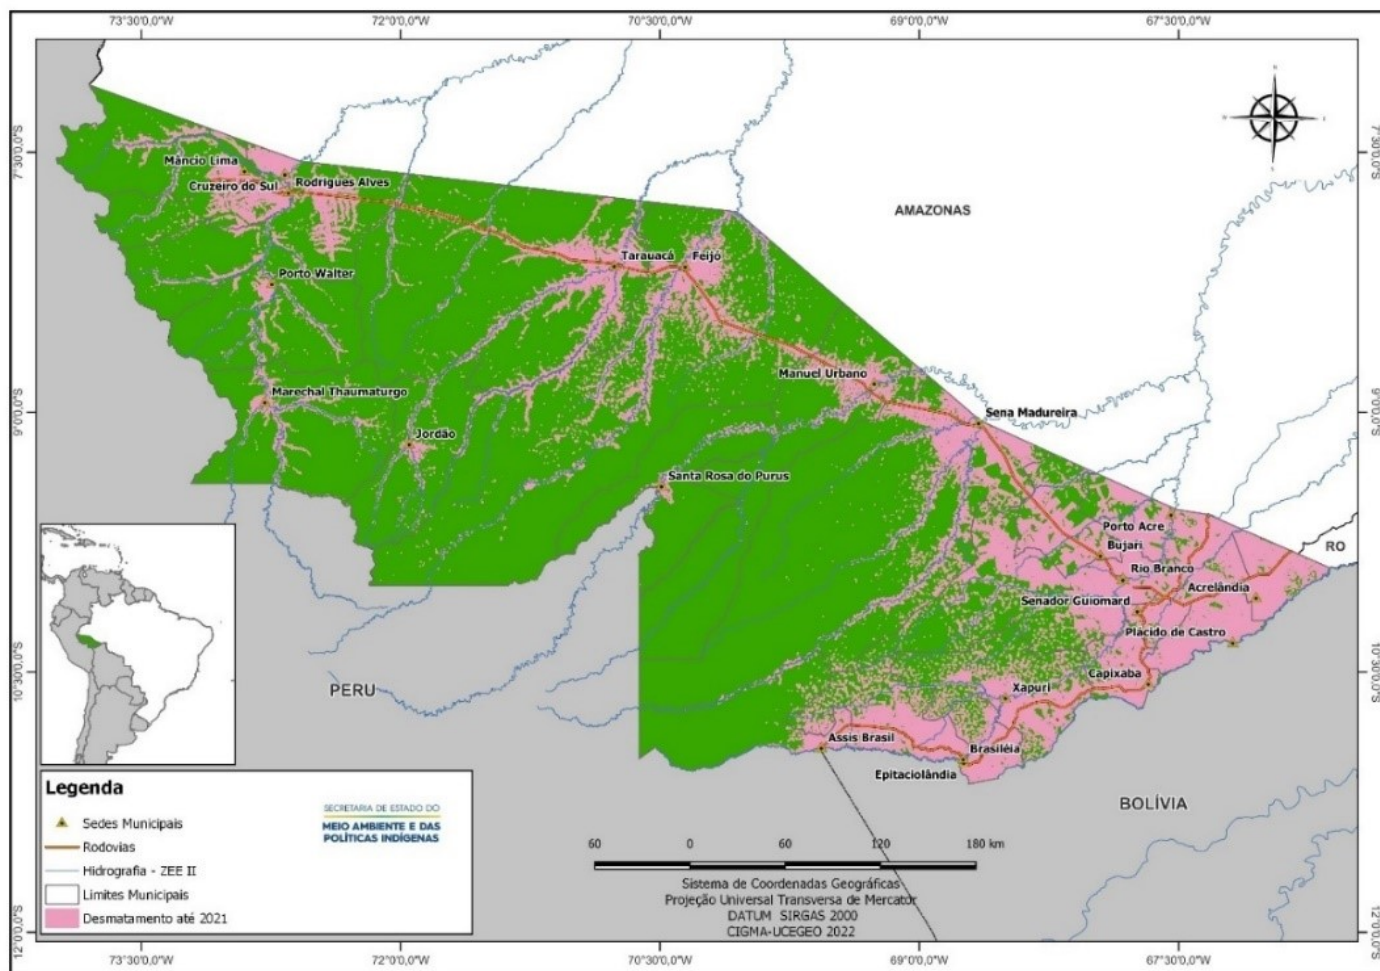 73°30'0,0"W
72°0'0,0"W
70°30'0,0"W
69°0'0,0"W
67°30'0,0"W
7°30'0,0"S
7°30'0,0"S
AMAZONAS
Mâncio Lima
Rodrigues Alves
Cruzeiro do Sul
Tarauacá
Feijó
Porto Walter
Manuel Urbano
Marechal Thaumaturgo
9°0'0,0"S
Sena Madureira
9°0'0,0"S
Jordão
Santa Rosa do Purus
Porto Acre
Bujari
RO
Rio Branco
Acrelândia
Senador Guiomard
Plácido de Castro
10°30'0,0"S
Capixaba
10°30'0,0"S
PERU
Xapuri
Assis Brasil
Brasiléia
Epitaciolândia
BOLÍVIA
Legenda
Sedes Municipais
Rodovias
Hidrografia - ZEE II
Limites Municipais
Desmatamento até 2021
SECRETARIA DE ESTADO DO
MEIO AMBIENTE E DAS
POLÍTICAS INDÍGENAS
60 0 60 120 180 km
Sistema de Coordenadas Geográficas
Projeção Universal Transversa de Mercator
DATUM SIRGAS 2000
CIGMA-UCEGEO 2022
12°0'0,0"S
12°0'0,0"S
73°30'0,0"W
72°0'0,0"W
70°30'0,0"W
69°0'0,0"W
67°30'0,0"W